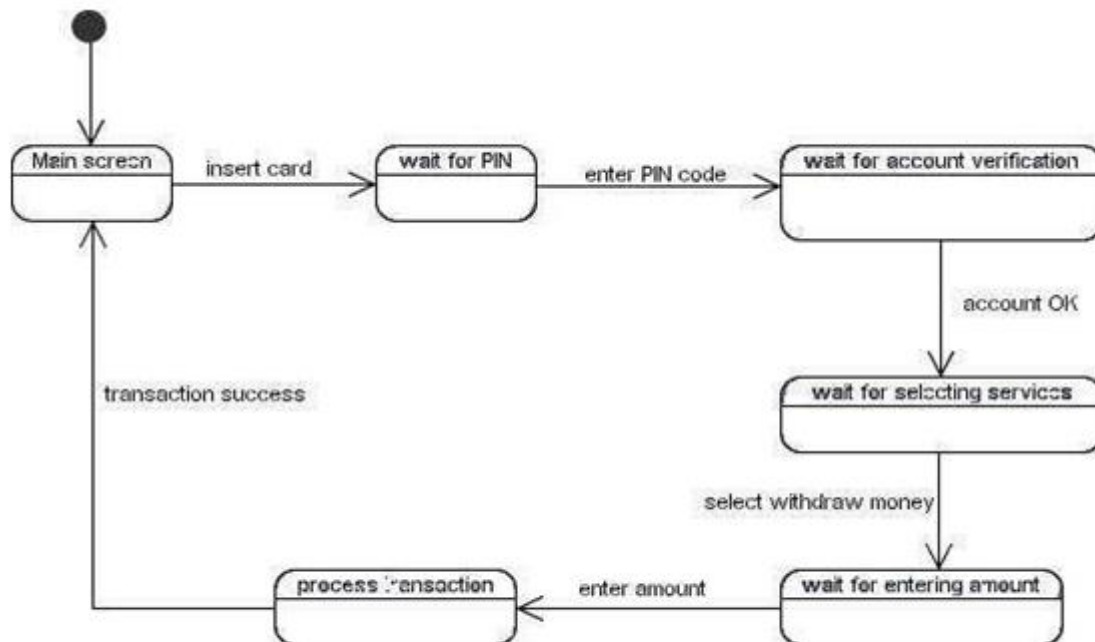 Main screen
insert card
wait for PIN
enter PIN code
wait for account verification
account OK
wait for selecting services
transaction success
select withdraw money
wait for entering amount
enter amount
process transaction